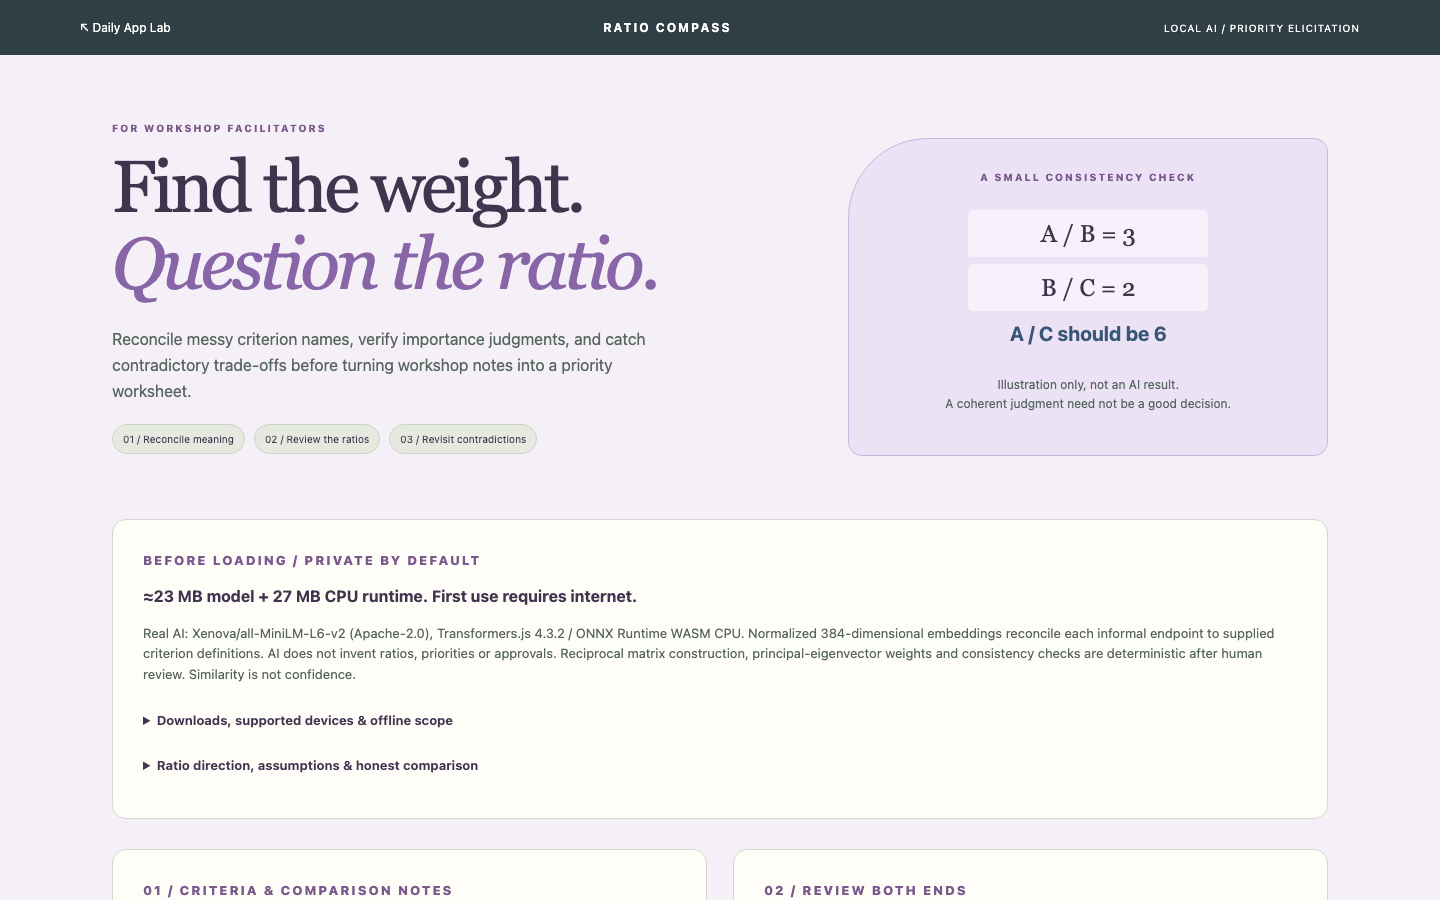 ↖ Daily App Lab
RATIO COMPASS
LOCAL AI / PRIORITY ELICITATION
FOR WORKSHOP FACILITATORS
Find the weight.
Question the ratio.
Reconcile messy criterion names, verify importance judgments, and catch
contradictory trade-offs before turning workshop notes into a priority
worksheet.
01 / Reconcile meaning
02 / Review the ratios
03 / Revisit contradictions
A SMALL CONSISTENCY CHECK
A / B = 3
B / C = 2
A / C should be 6
Illustration only, not an AI result.
A coherent judgment need not be a good decision.
BEFORE LOADING / PRIVATE BY DEFAULT
≈23 MB model + 27 MB CPU runtime. First use requires internet.
Real AI: Xenova/all-MiniLM-L6-v2 (Apache-2.0), Transformers.js 4.3.2 / ONNX Runtime WASM CPU. Normalized 384-dimensional embeddings reconcile each informal endpoint to supplied
criterion definitions. AI does not invent ratios, priorities or approvals. Reciprocal matrix construction, principal-eigenvector weights and consistency checks are deterministic after human
review. Similarity is not confidence.
▶ Downloads, supported devices & offline scope
▶ Ratio direction, assumptions & honest comparison
01 / CRITERIA & COMPARISON NOTES
02 / REVIEW BOTH ENDS